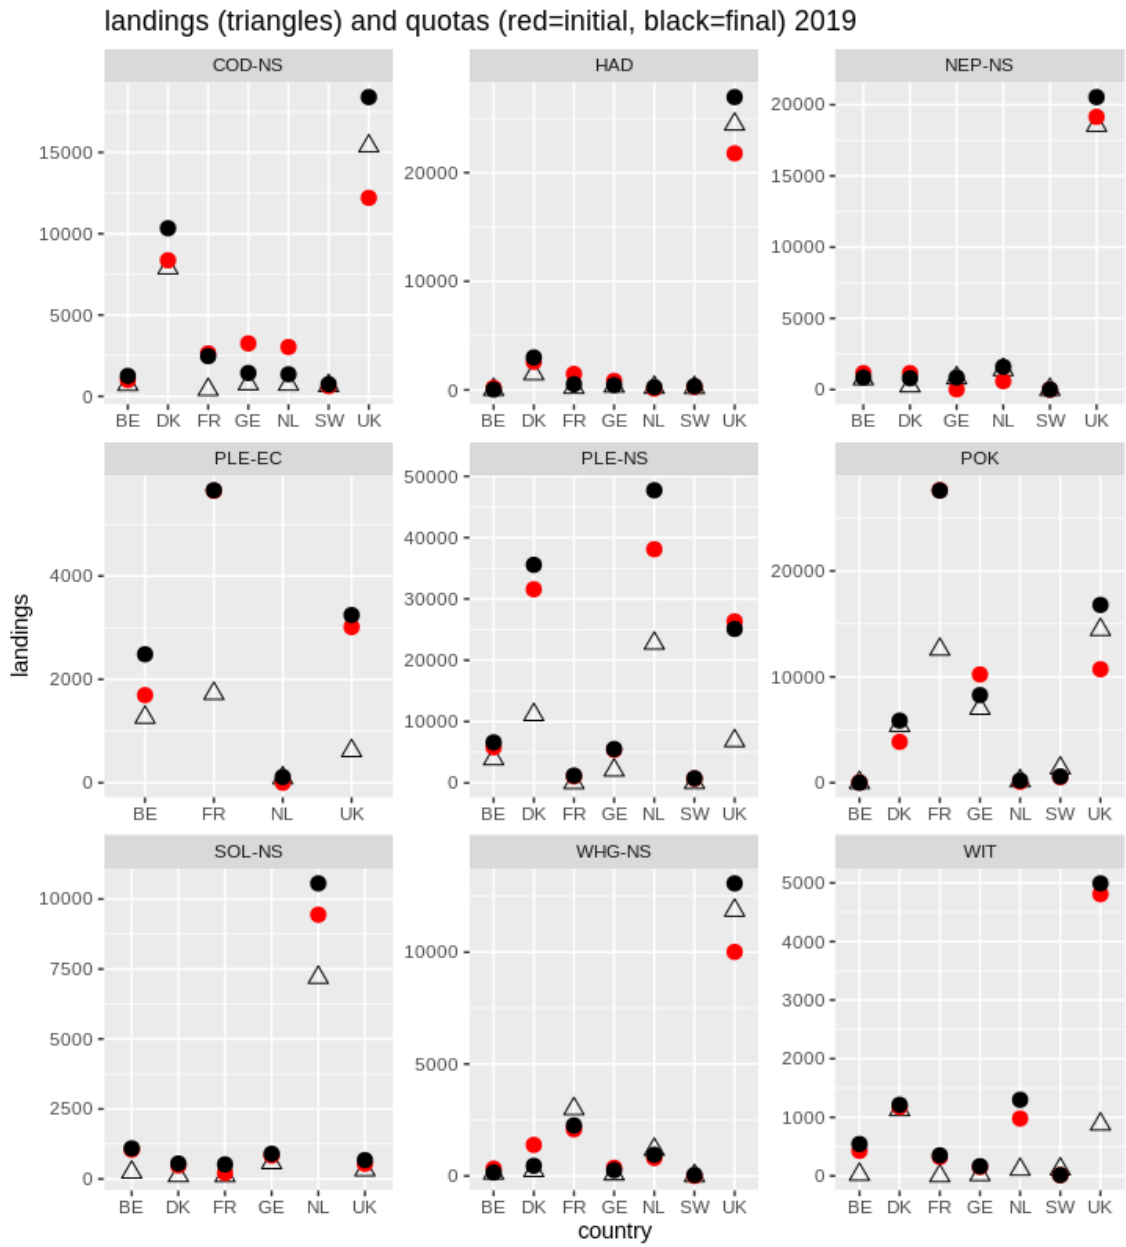 landings (triangles) and quotas (red=initial, black=final) 2019
COD-NS HAD NEP-NS
15000
10000
5000
0
BE DK FR GE NL SW UK
20000
10000
0
BE DK FR GE NL SW UK
20000
15000
10000
5000
0
BE DK GE NL SW UK
PLE-EC PLE-NS POK
4000
2000
0
BE FR NL UK
50000
40000
30000
20000
10000
0
BE DK FR GE NL SW UK
20000
10000
0
BE DK FR GE NL SW UK
landings
SOL-NS WHG-NS WIT
10000
7500
5000
2500
0
BE DK FR GE NL UK
10000
5000
0
BE DK FR GE NL SW UK
5000
4000
3000
2000
1000
0
BE DK FR GE NL SW UK
country